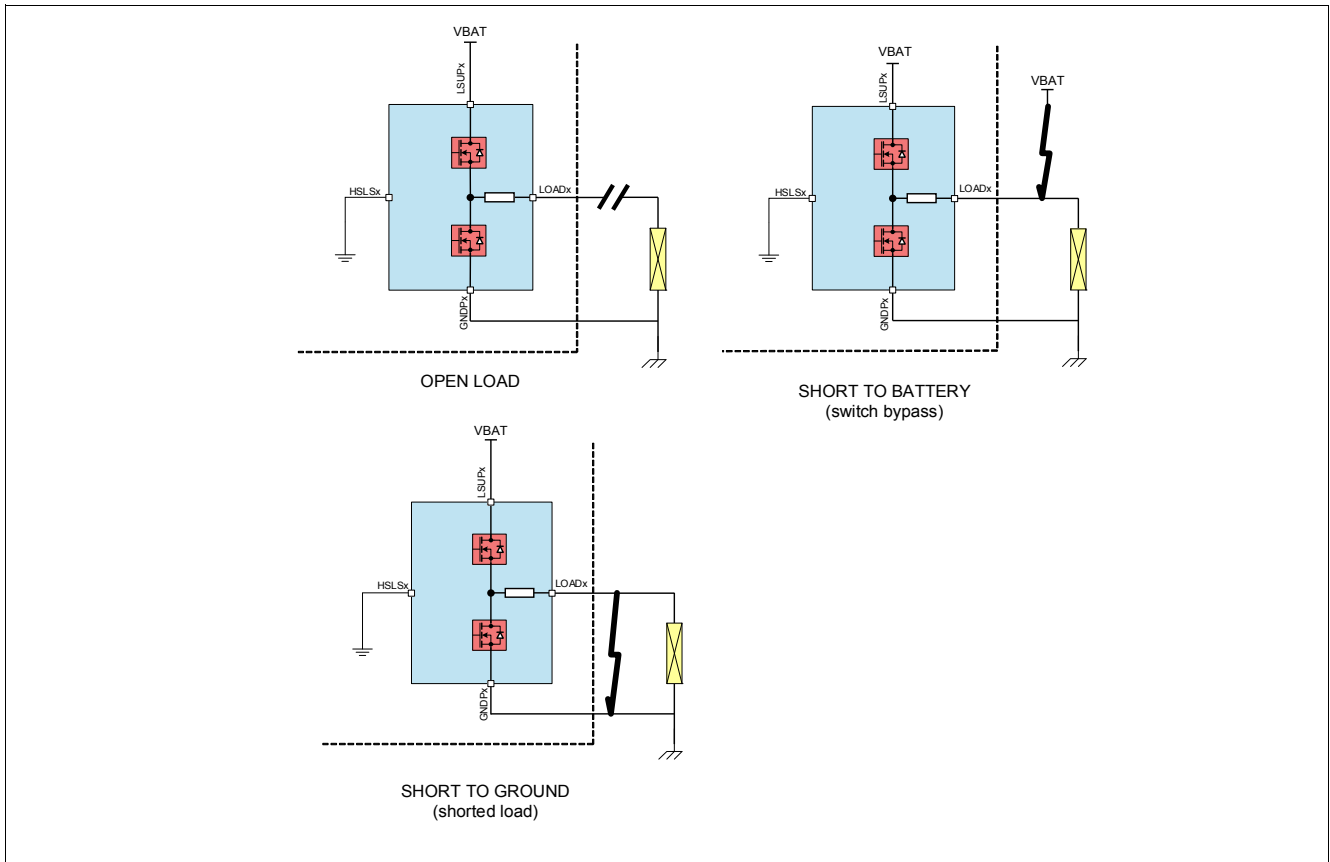 VBAT
LSUPx
HSLSx
LOADx
GNDPx
OPEN LOAD
VBAT
VBAT
LSUPx
HSLSx
LOADx
GNDPx
SHORT TO BATTERY
(switch bypass)
VBAT
LSUPx
HSLSx
LOADx
GNDPx
SHORT TO GROUND
(shorted load)